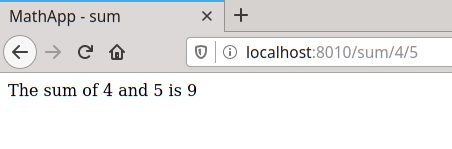 MathApp - sum
localhost:8010/sum/4/5
The sum of 4 and 5 is 9